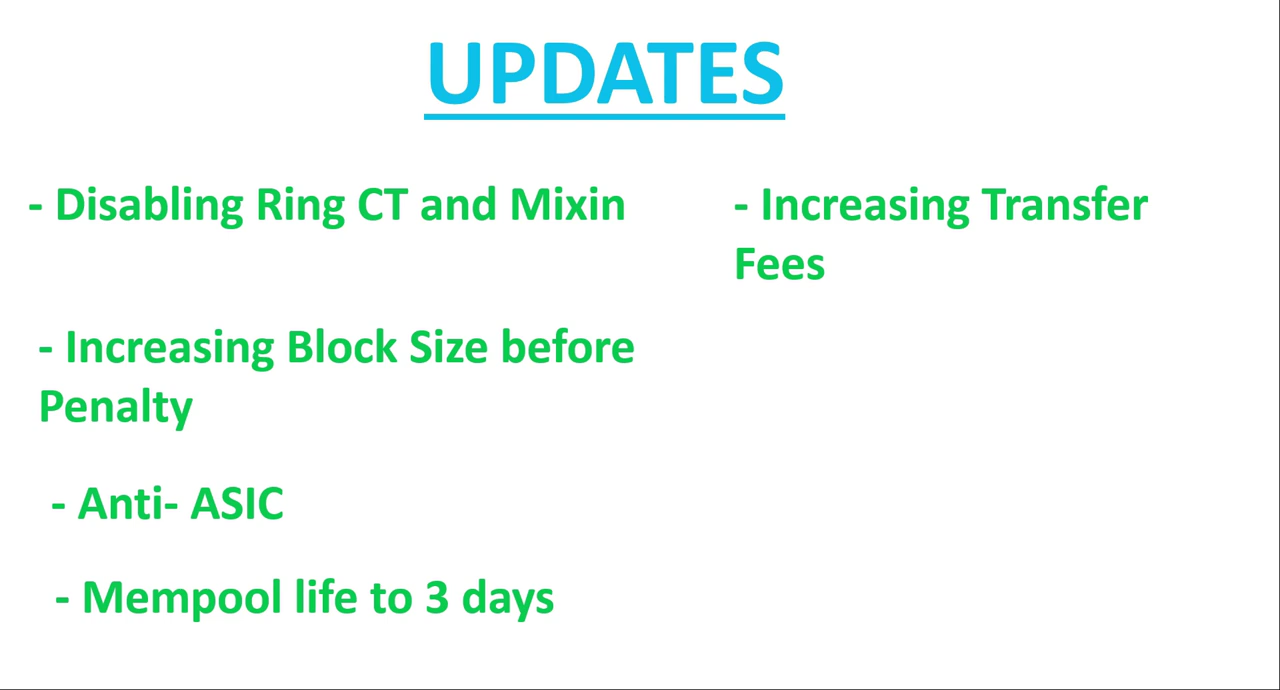 UPDATES
- Disabling Ring CT and Mixin
- Increasing Block Size before
Penalty
- Anti- ASIC
- Mempool life to 3 days
- Increasing Transfer
Fees